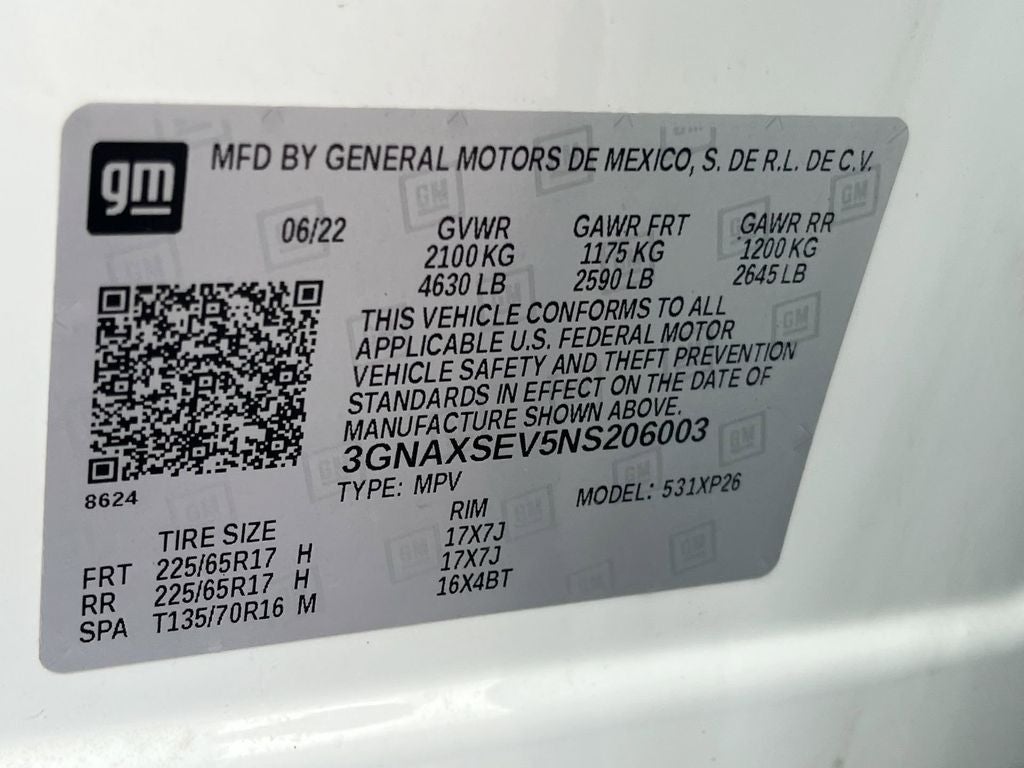 gm
MFD BY GENERAL MOTORS DE MEXICO, S. DE R.L. DE C.V.
06/22 GVWR GAWR FRT GAWR RR
2100 KG 1175 KG 1200 KG
4630 LB 2590 LB 2645 LB
THIS VEHICLE CONFORMS TO ALL
APPLICABLE U.S. FEDERAL MOTOR
VEHICLE SAFETY AND THEFT PREVENTION
STANDARDS IN EFFECT ON THE DATE OF
MANUFACTURE SHOWN ABOVE.
3GNAXSEV5NS206003
8624
TYPE: MPV MODEL: 531XP26
TIRE SIZE RIM
FRT 225/65R17 H 17X7J
RR 225/65R17 H 17X7J
SPA T135/70R16 M 16X4BT